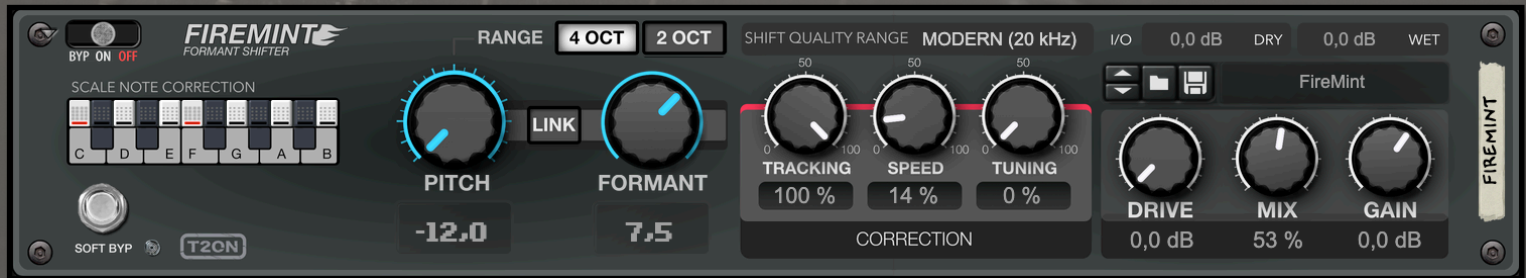 FIREMINT
FORMANT SHIFTER
BYP ON OFF
SCALE NOTE CORRECTION
C D E F G A B
SOFT BYP
T2ON
RANGE 4 OCT 2 OCT
PITCH
-12,0
LINK
FORMANT
7,5
SHIFT QUALITY RANGE MODERN (20 kHz)
50 50 50
0 100 0 100 0 100
TRACKING SPEED TUNING
100 % 14 % 0 %
CORRECTION
I/O 0,0 dB DRY 0,0 dB WET
FireMint
DRIVE MIX GAIN
0,0 dB 53 % 0,0 dB
FIREMINT